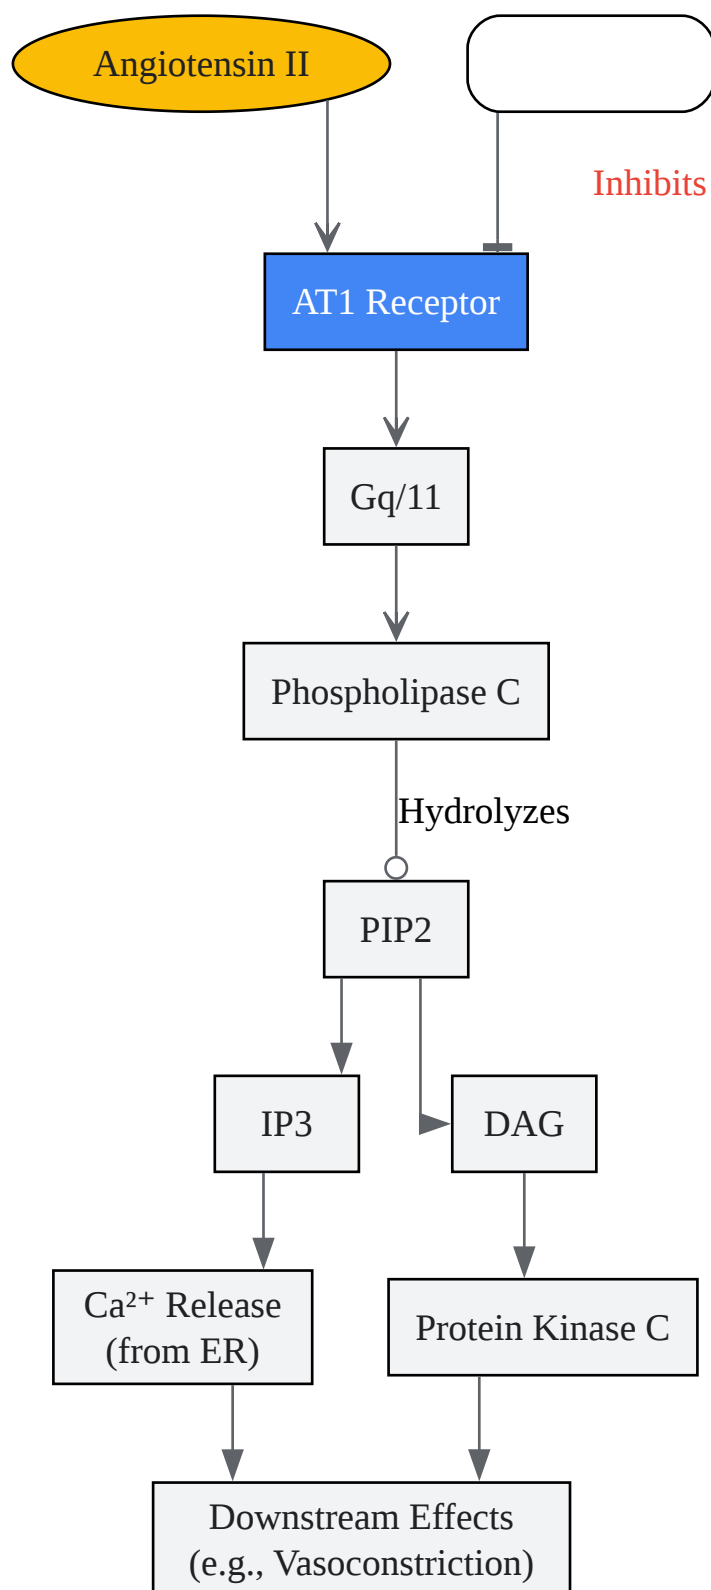 Angiotensin II
Inhibits
AT1 Receptor
Gq/11
Phospholipase C
Hydrolyzes
PIP2
IP3
DAG
Ca²⁺ Release
(from ER)
Protein Kinase C
Downstream Effects
(e.g., Vasoconstriction)